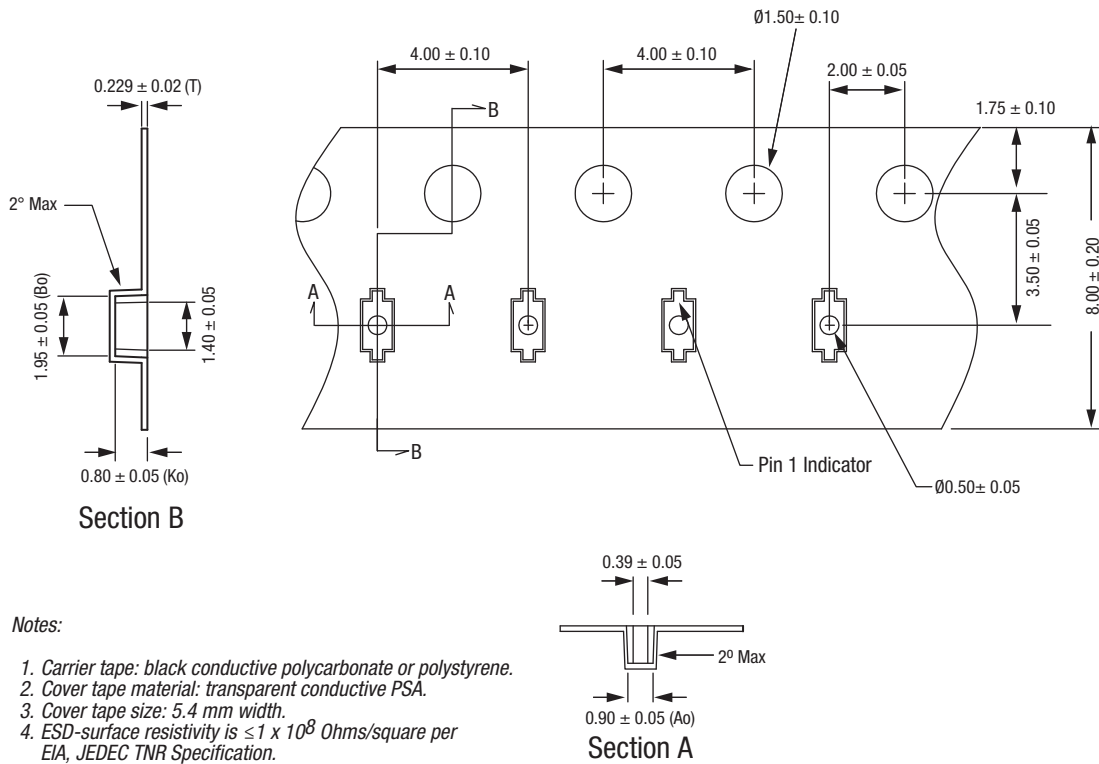 Ø1.50± 0.10
4.00 ± 0.10
4.00 ± 0.10
2.00 ± 0.05
0.229 ± 0.02 (T)
1.75 ± 0.10
B
2° Max
3.50 ± 0.05
8.00 ± 0.20
A
A
1.95 ± 0.05 (Bo)
1.40 ± 0.05
B
0.80 ± 0.05 (Ko)
Pin 1 Indicator
Ø0.50± 0.05
Section B
0.39 ± 0.05
Notes:
1. Carrier tape: black conductive polycarbonate or polystyrene.
2. Cover tape material: transparent conductive PSA.
3. Cover tape size: 5.4 mm width.
4. ESD-surface resistivity is ≤1 x 10⁸ Ohms/square per
EIA, JEDEC TNR Specification.
2º Max
0.90 ± 0.05 (Ao)
Section A